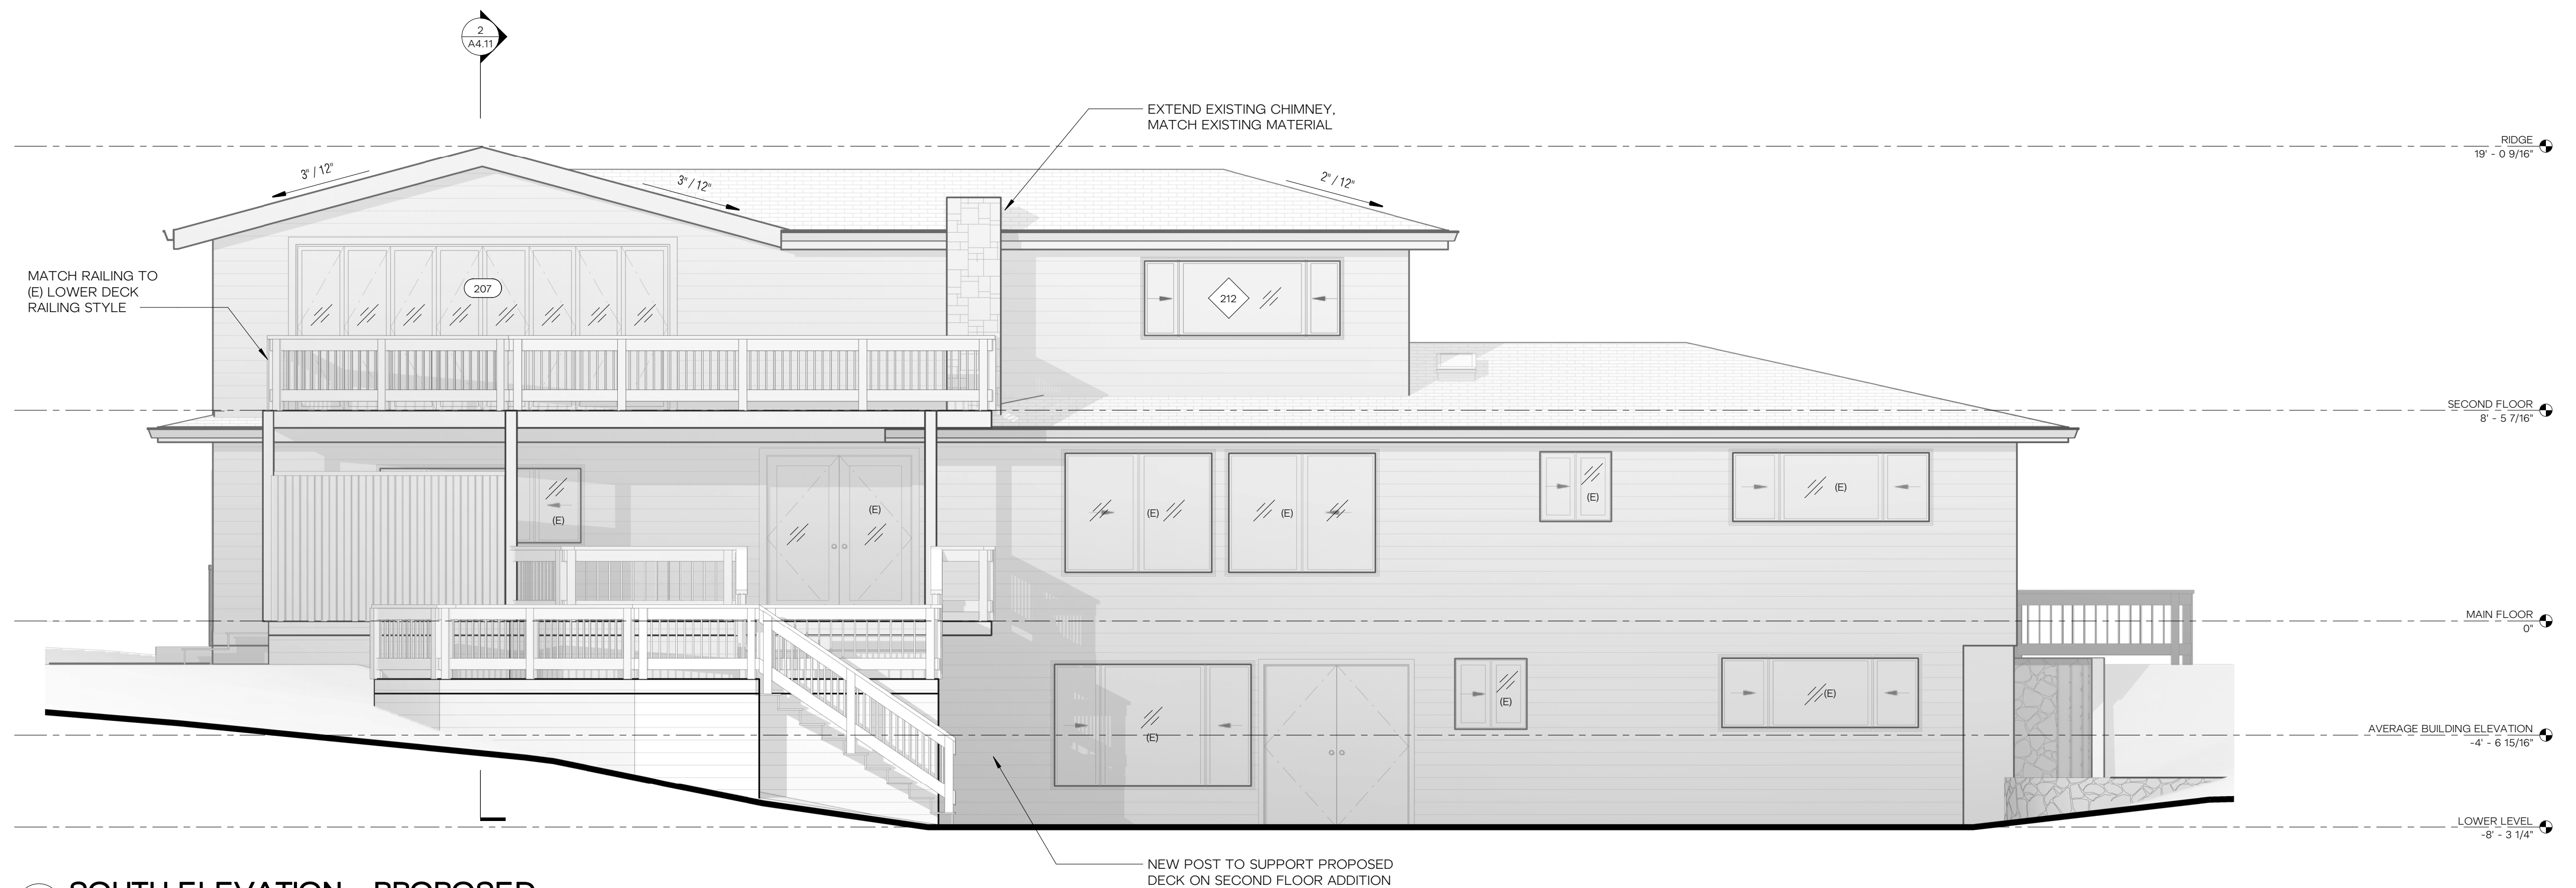 2
A4.11
EXTEND EXISTING CHIMNEY,
MATCH EXISTING MATERIAL
RIDGE
19' - 0 9/16"
3" / 12"
3" / 12"
2" / 12"
MATCH RAILING TO
(E) LOWER DECK
RAILING STYLE
207
212
SECOND FLOOR
8' - 5 7/16"
(E)
(E)
(E)
(E)
(E)
(E)
MAIN FLOOR
0"
(E)
(E)
(E)
AVERAGE BUILDING ELEVATION
-4' - 6 15/16"
LOWER LEVEL
-8' - 3 1/4"
NEW POST TO SUPPORT PROPOSED
DECK ON SECOND FLOOR ADDITION
SOUTH ELEVATION - PROPOSED